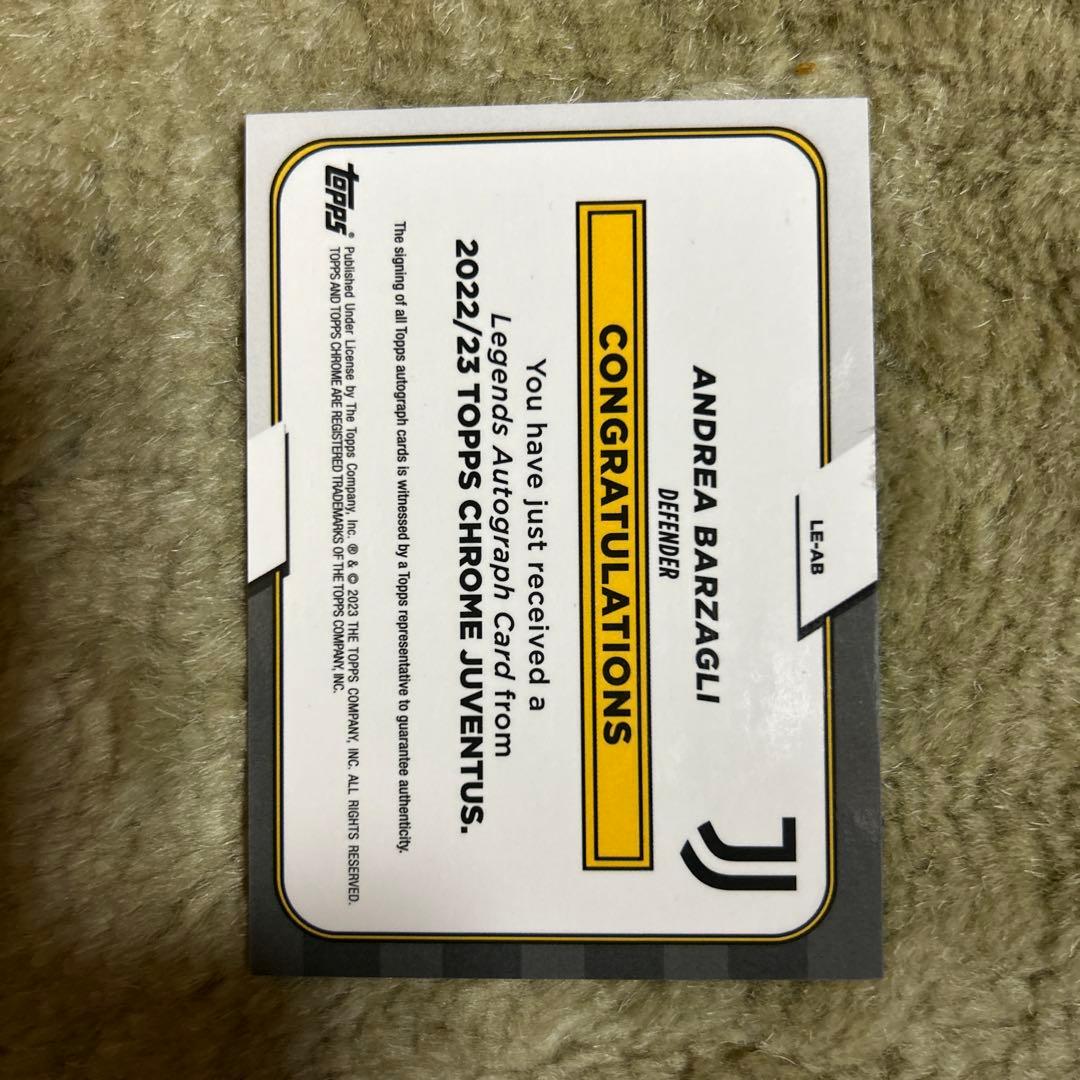 LE-AB
ANDREA BARZAGLI
DEFENDER
CONGRATULATIONS
You have just received a
Legends Autograph Card from
2022/23 TOPPS CHROME JUVENTUS.
The signing of all Topps autograph cards is witnessed by a Topps representative to guarantee authenticity.
topps® Published Under License by The Topps Company, Inc. ® & © 2023 THE TOPPS COMPANY, INC. ALL RIGHTS RESERVED.
TOPPS AND TOPPS CHROME ARE REGISTERED TRADEMARKS OF THE TOPPS COMPANY, INC.